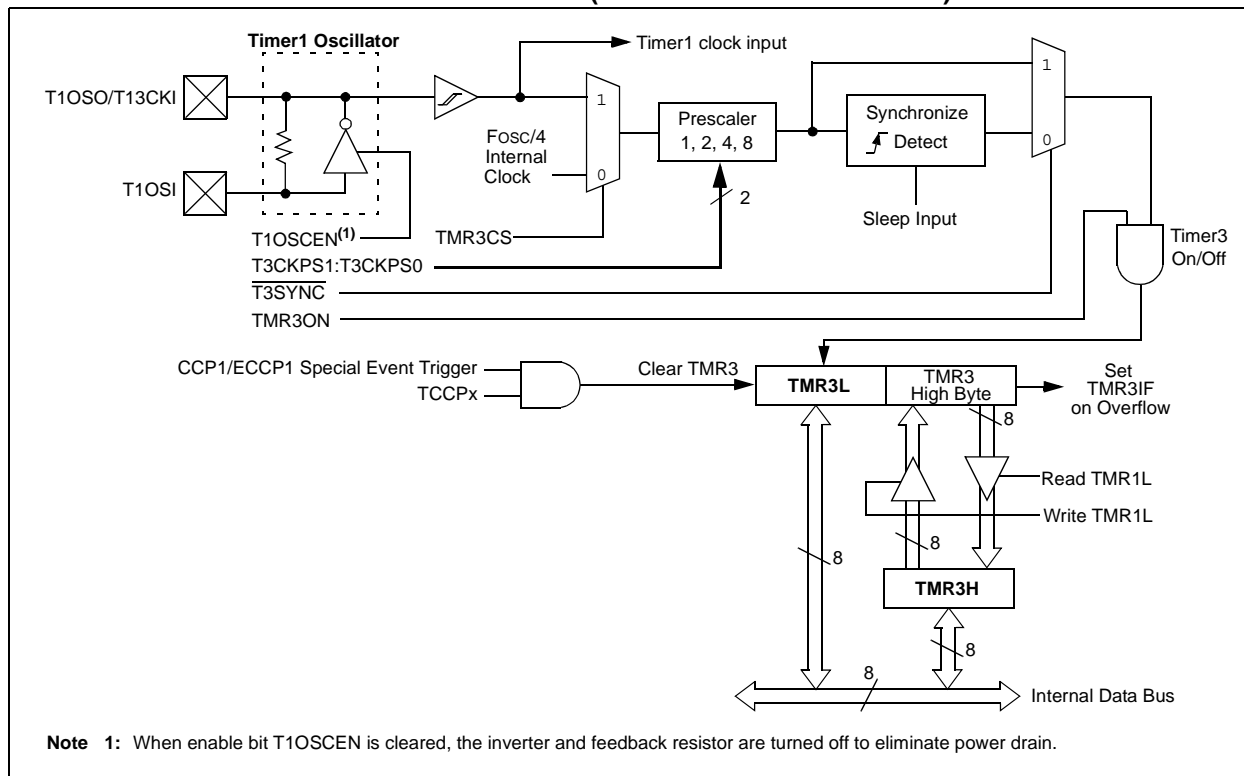 Timer1 Oscillator
Timer1 clock input
T1OSO/T13CKI
T1OSI
FOSC/4
Internal
Clock
1
0
Prescaler
1, 2, 4, 8
2
Synchronize
Detect
Sleep Input
1
0
T1OSCEN(1)
TMR3CS
T3CKPS1:T3CKPS0
T3SYNC
TMR3ON
Timer3
On/Off
CCP1/ECCP1 Special Event Trigger
TCCPx
Clear TMR3
TMR3L
TMR3
High Byte
Set
TMR3IF
on Overflow
8
Read TMR1L
Write TMR1L
8
8
TMR3H
8
8
Internal Data Bus
Note 1: When enable bit T1OSCEN is cleared, the inverter and feedback resistor are turned off to eliminate power drain.